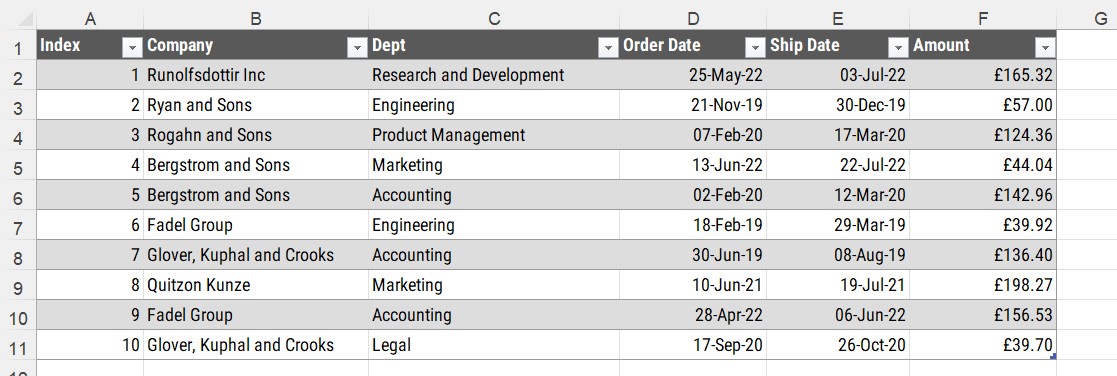 A B C D E F G
1 Index Company Dept Order Date Ship Date Amount
2 1 Runolfsdottir Inc Research and Development 25-May-22 03-Jul-22 £165.32
3 2 Ryan and Sons Engineering 21-Nov-19 30-Dec-19 £57.00
4 3 Rogahn and Sons Product Management 07-Feb-20 17-Mar-20 £124.36
5 4 Bergstrom and Sons Marketing 13-Jun-22 22-Jul-22 £44.04
6 5 Bergstrom and Sons Accounting 02-Feb-20 12-Mar-20 £142.96
7 6 Fadel Group Engineering 18-Feb-19 29-Mar-19 £39.92
8 7 Glover, Kuphal and Crooks Accounting 30-Jun-19 08-Aug-19 £136.40
9 8 Quitzon Kunze Marketing 10-Jun-21 19-Jul-21 £198.27
10 9 Fadel Group Accounting 28-Apr-22 06-Jun-22 £156.53
11 10 Glover, Kuphal and Crooks Legal 17-Sep-20 26-Oct-20 £39.70